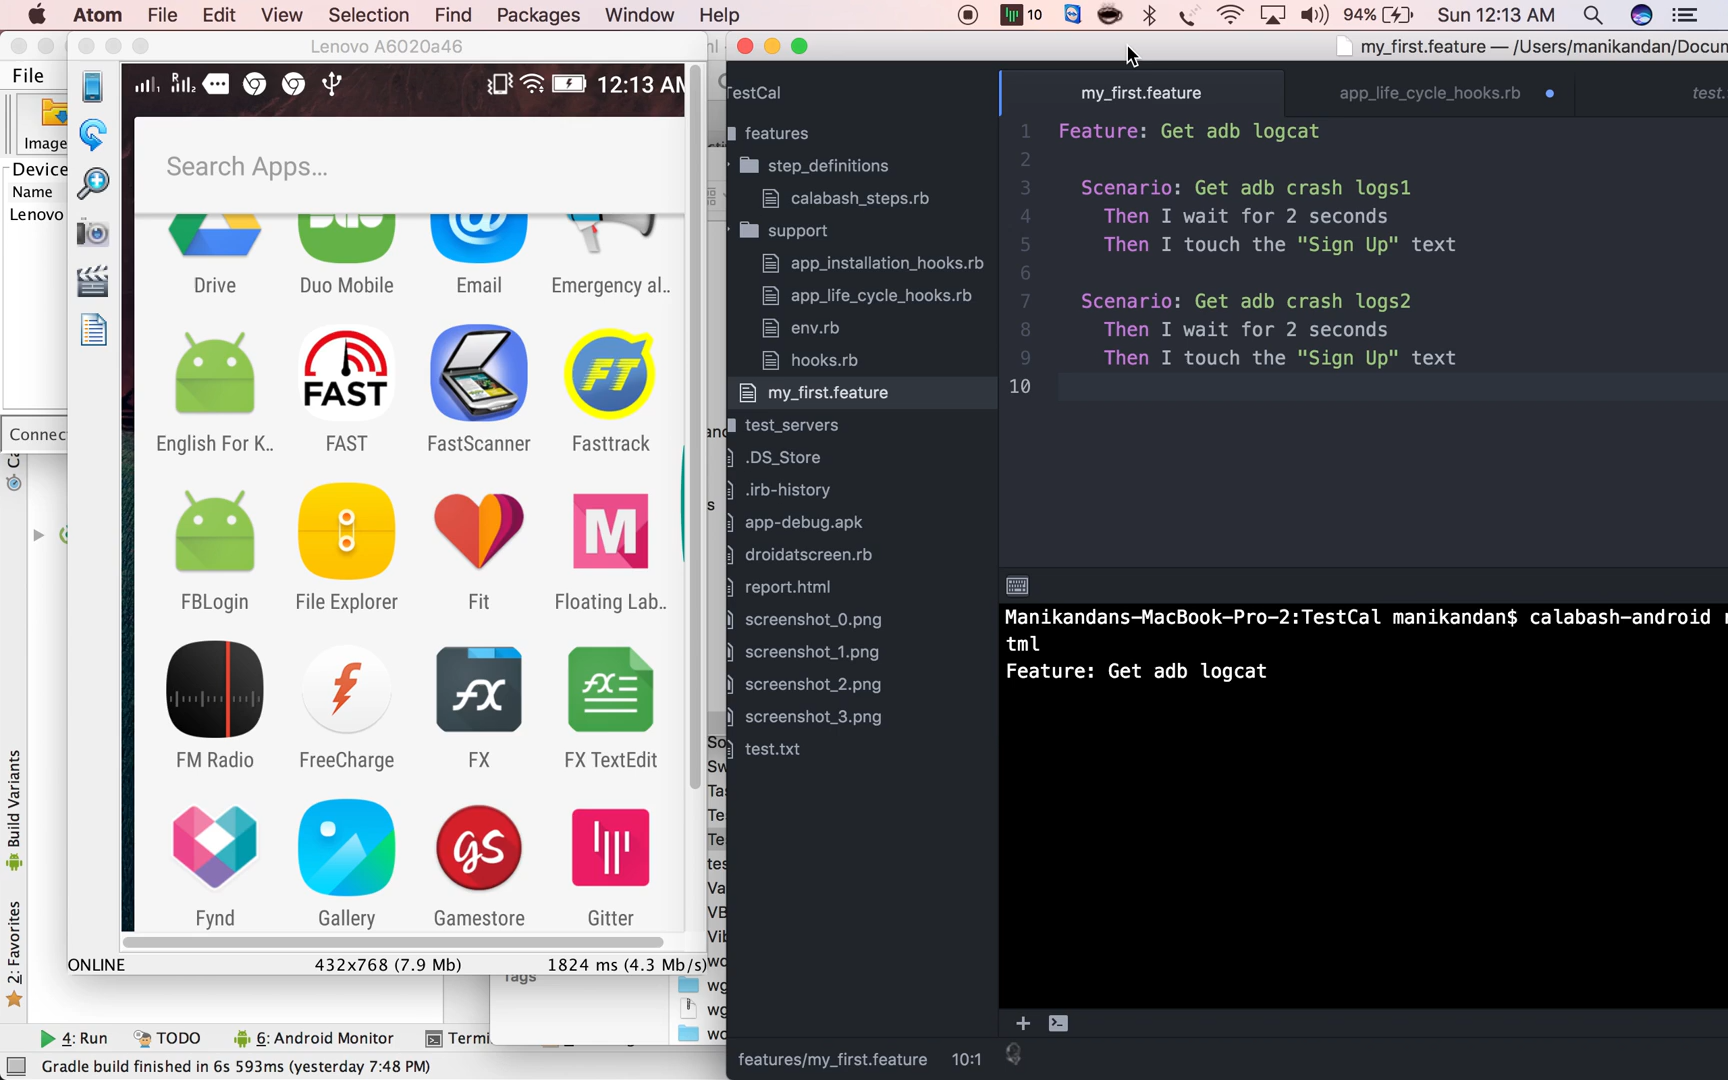 Atom File Edit View Selection Find Packages Window Help 10 94% Sun 12:13 AM
Lenovo A6020a46
my_first.feature — /Users/manikandan/Docum
File
12:13 AM
Image
Device
Name
Lenovo
Search Apps...
Drive Duo Mobile Email Emergency al..
FAST
English For K.. FAST FastScanner Fasttrack
FBLogin File Explorer Fit Floating Lab..
FM Radio FreeCharge FX FX TextEdit
Fynd Gallery Gamestore Gitter
ONLINE 432x768 (7.9 Mb) 1824 ms (4.3 Mb/s)
Connec
Build Variants
2: Favorites
Tags
4: Run TODO 6: Android Monitor Termi
Gradle build finished in 6s 593ms (yesterday 7:48 PM)
TestCal
features
step_definitions
calabash_steps.rb
support
app_installation_hooks.rb
app_life_cycle_hooks.rb
env.rb
hooks.rb
my_first.feature
test_servers
.DS_Store
.irb-history
app-debug.apk
droidatscreen.rb
report.html
screenshot_0.png
screenshot_1.png
screenshot_2.png
screenshot_3.png
test.txt
my_first.feature app_life_cycle_hooks.rb test.
1 Feature: Get adb logcat
2
3 Scenario: Get adb crash logs1
4 Then I wait for 2 seconds
5 Then I touch the "Sign Up" text
6
7 Scenario: Get adb crash logs2
8 Then I wait for 2 seconds
9 Then I touch the "Sign Up" text
10
Manikandans-MacBook-Pro-2:TestCal manikandan$ calabash-android r
tml
Feature: Get adb logcat
features/my_first.feature 10:1